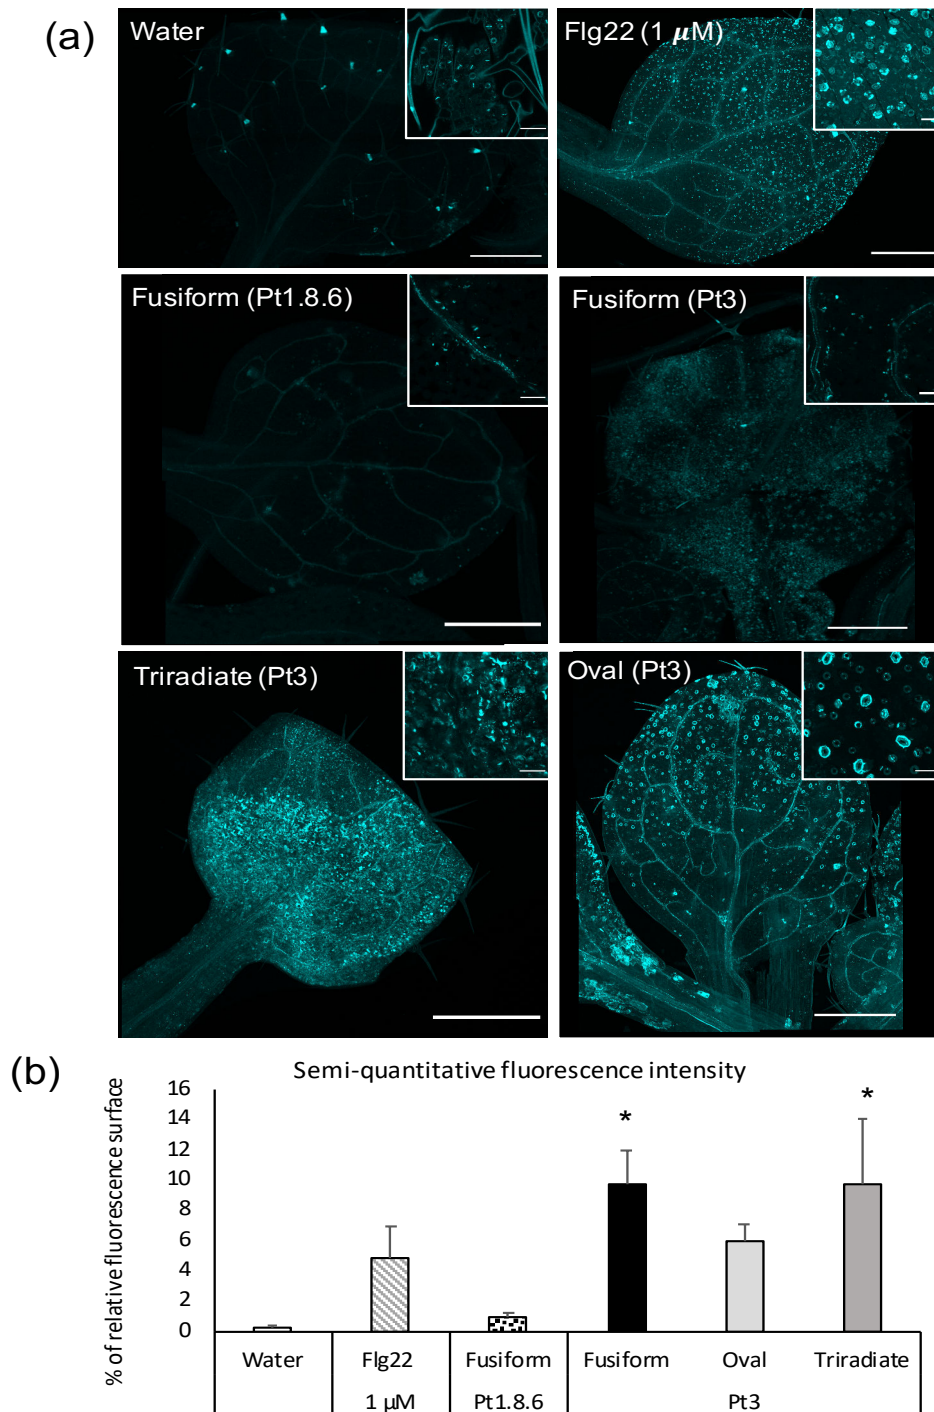 (a)
Water
Flg22 (1 μM)
Fusiform (Pt1.8.6)
Fusiform (Pt3)
Triradiate (Pt3)
Oval (Pt3)
(b)
Semi-quantitative fluorescence intensity
% of relative fluorescence surface
16
14
12
10
8
6
4
2
0
* *
Water Flg22 Fusiform Fusiform Oval Triradiate
1 μM Pt1.8.6 Pt3